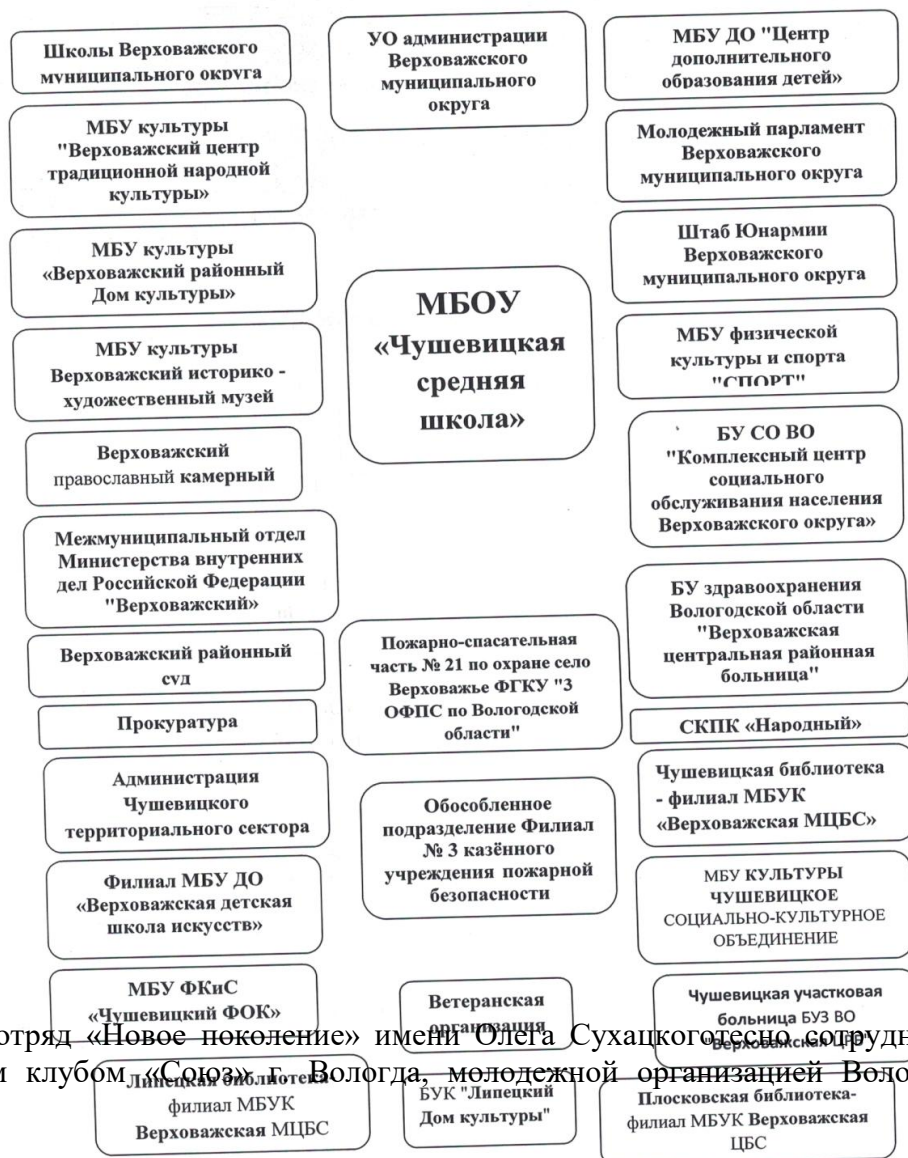 Школы Верховажского
муниципального округа
МБУ культуры
"Верховажский центр
традиционной народной
культуры»
МБУ культуры
«Верховажский районный
Дом культуры»
МБУ культуры
Верховажский историко -
художественный музей
Верховажский
православный камерный
Межмуниципальный отдел
Министерства внутренних
дел Российской Федерации
"Верховажский»
Верховажский районный
суд
Прокуратура
Администрация
Чушевицкого
территориального сектора
Филиал МБУ ДО
«Верховажская детская
школа искусств»
МБУ ФКиС
«Чушевицкий ФОК»
УО администрации
Верховажского
муниципального
округа
МБОУ
«Чушевицкая
средняя
школа»
Пожарно-спасательная
часть № 21 по охране село
Верховажье ФГКУ "3
ОФПС по Вологодской
области"
Обособленное
подразделение Филиал
№ 3 казённого
учреждения пожарной
безопасности
Ветеранская
организация
МБУ ДО "Центр
дополнительного
образования детей»
Молодежный парламент
Верховажского
муниципального округа
Штаб Юнармии
Верховажского
муниципального округа
МБУ физической
культуры и спорта
"СПОРТ"
БУ СО ВО
"Комплексный центр
социального
обслуживания населения
Верховажского округа»
БУ здравоохранения
Вологодской области
"Верховажская
центральная районная
больница"
СКПК «Народный»
Чушевицкая библиотека
- филиал МБУК
«Верховажская МЦБС»
МБУ КУЛЬТУРЫ
ЧУШЕВИЦКОЕ
СОЦИАЛЬНО-КУЛЬТУРНОЕ
ОБЪЕДИНЕНИЕ
Чушевицкая участковая
больница БУЗ ВО
"Верховажская ЦРБ"
отряд «Новое поколение» имени Олега Сухацкого тесно сотрудн
м клубом «Союз» г. Вологда, молодежной организацией Воло
Липецкая библиотека
филиал МБУК
Верховажская МЦБС
БУК "Липецкий
Дом культуры"
Плосковская библиотека-
филиал МБУК Верховажская
ЦБС